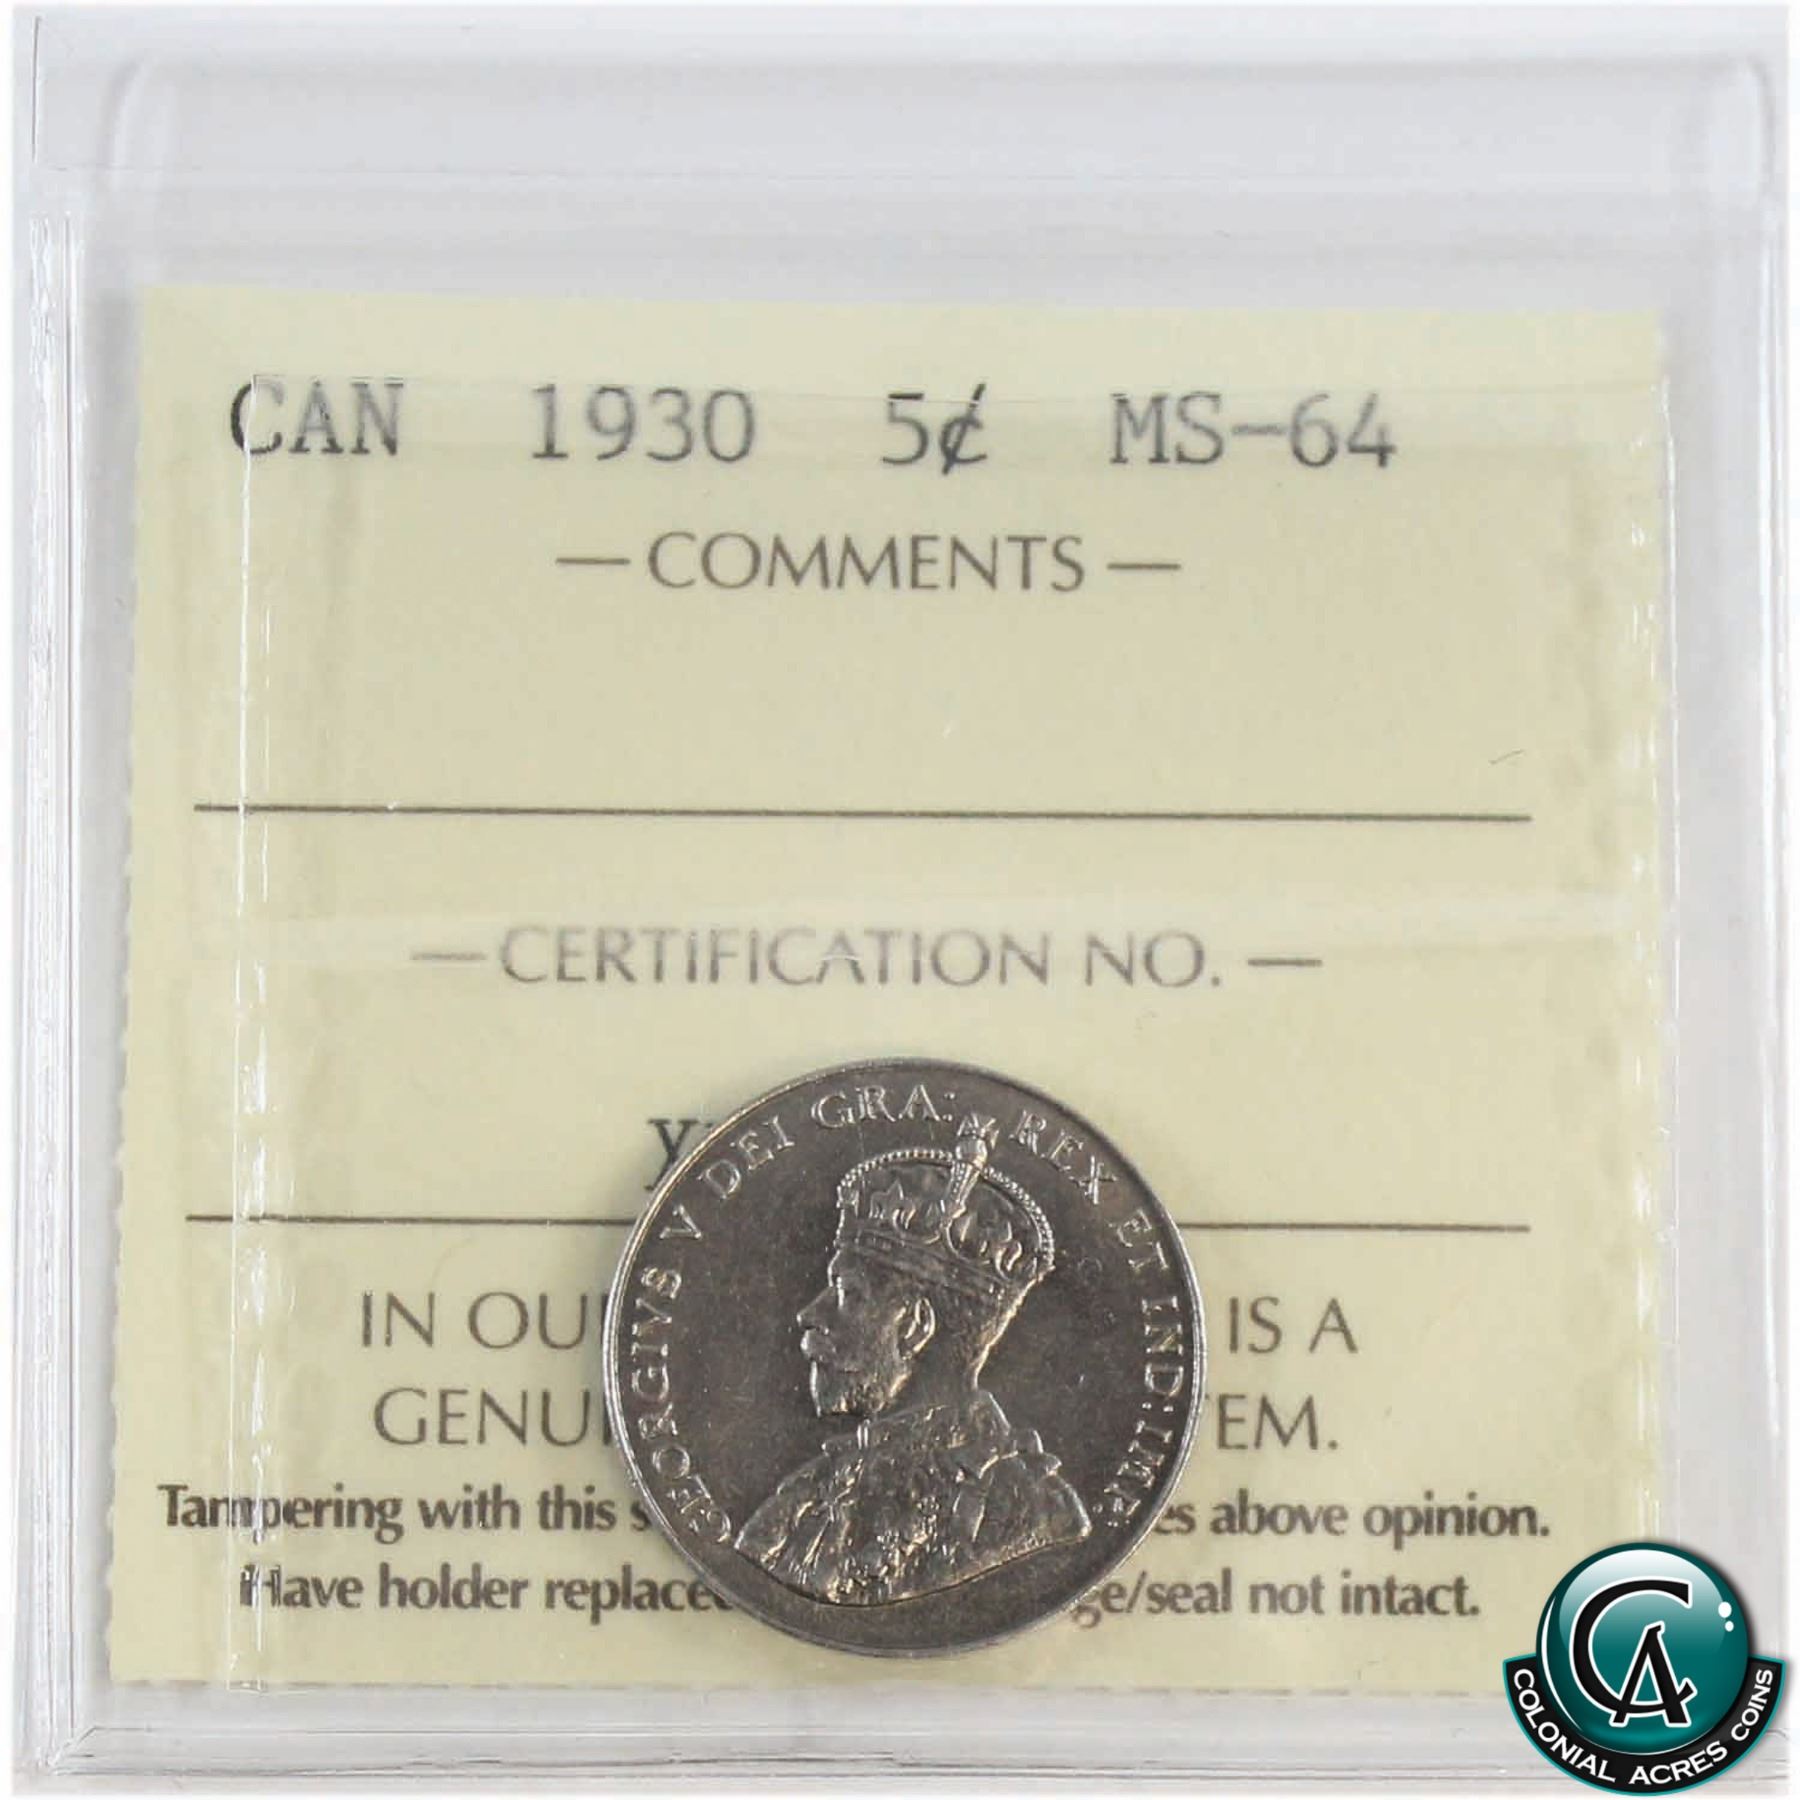 CAN 1930 5¢ MS-64
— COMMENTS —
— CERTIFICATION NO. —
GEORGIVS V DEI GRA: REX ET IND:IMP:
IN OU IS A
GENU EM.
Tampering with this s es above opinion.
Have holder replace ge/seal not intact.
CA
COLONIAL ACRES COINS